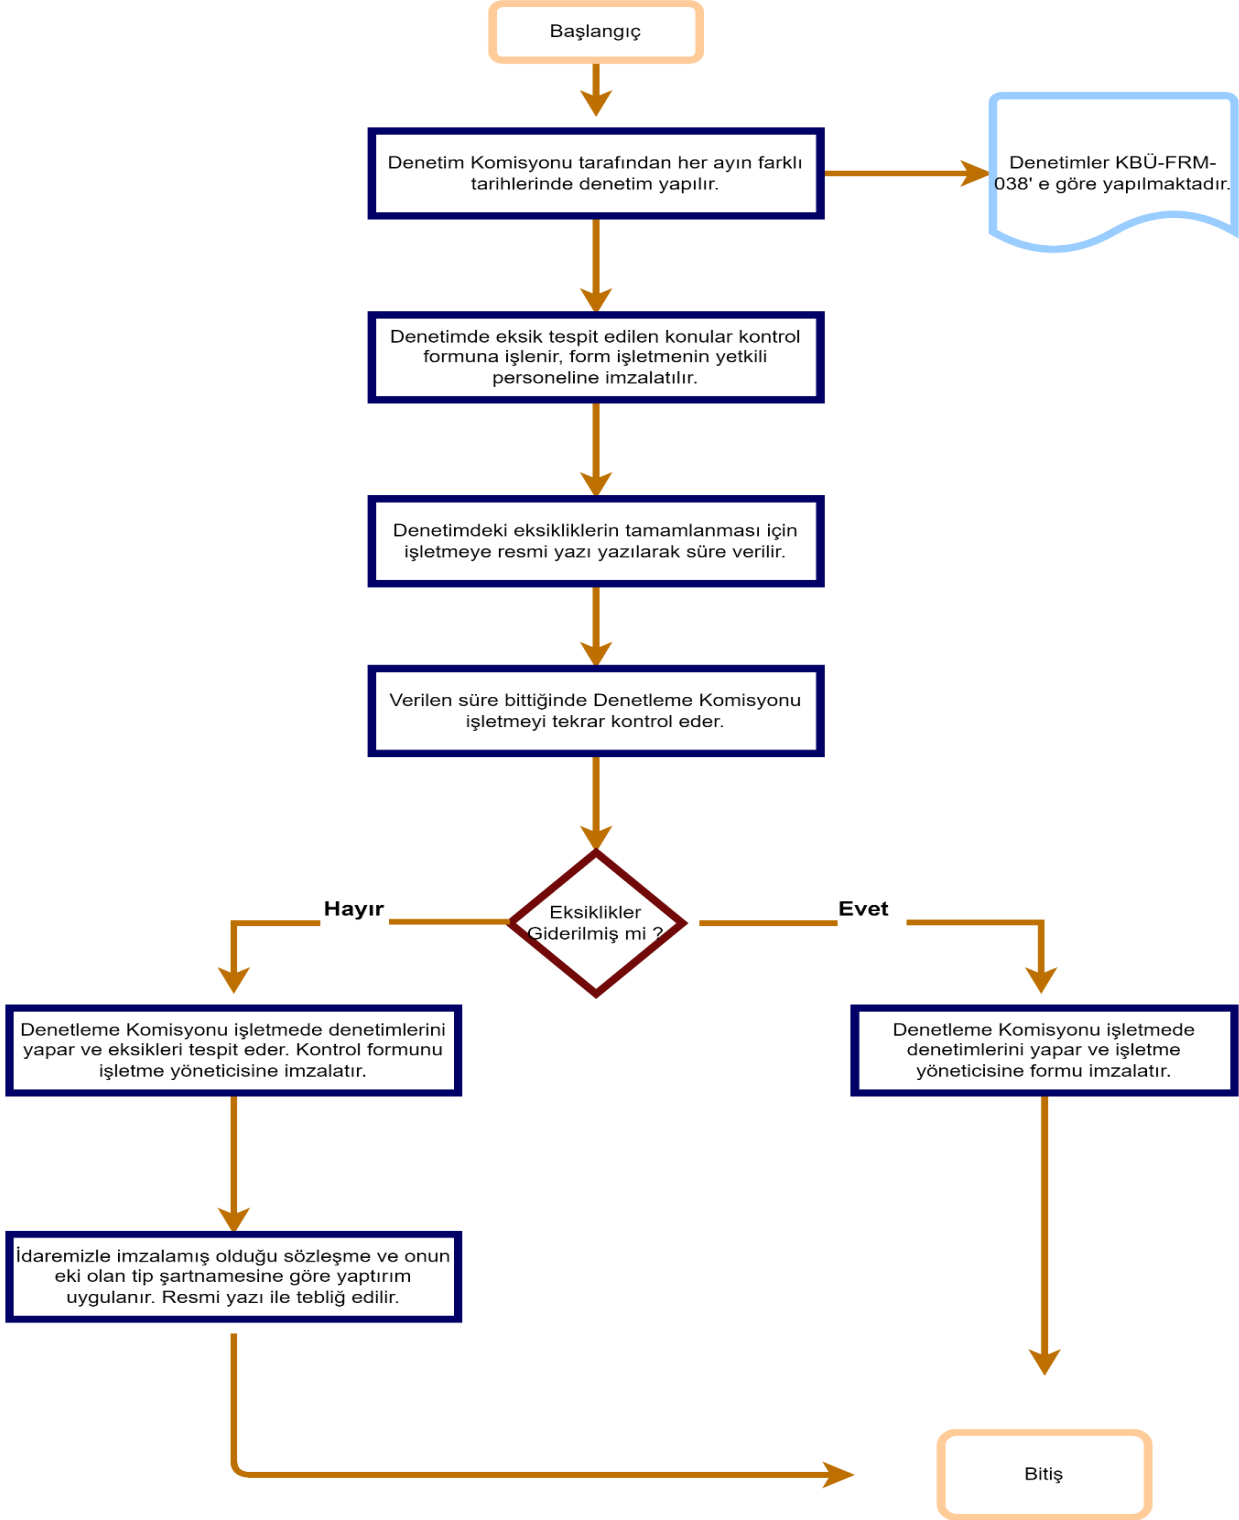 Başlangıç
Denetim Komisyonu tarafından her ayın farklı
tarihlerinde denetim yapılır.
Denetimler KBÜ-FRM-
038' e göre yapılmaktadır.
Denetimde eksik tespit edilen konular kontrol
formuna işlenir, form işletmenin yetkili
personeline imzalatılır.
Denetimdeki eksikliklerin tamamlanması için
işletmeye resmi yazı yazılarak süre verilir.
Verilen süre bittiğinde Denetleme Komisyonu
işletmeyi tekrar kontrol eder.
Eksiklikler
Giderilmiş mi ?
Hayır
Evet
Denetleme Komisyonu işletmede denetimlerini
yapar ve eksikleri tespit eder. Kontrol formunu
işletme yöneticisine imzalatır.
Denetleme Komisyonu işletmede
denetimlerini yapar ve işletme
yöneticisine formu imzalatır.
İdaremizle imzalamış olduğu sözleşme ve onun
eki olan tip şartnamesine göre yaptırım
uygulanır. Resmi yazı ile tebliğ edilir.
Bitiş